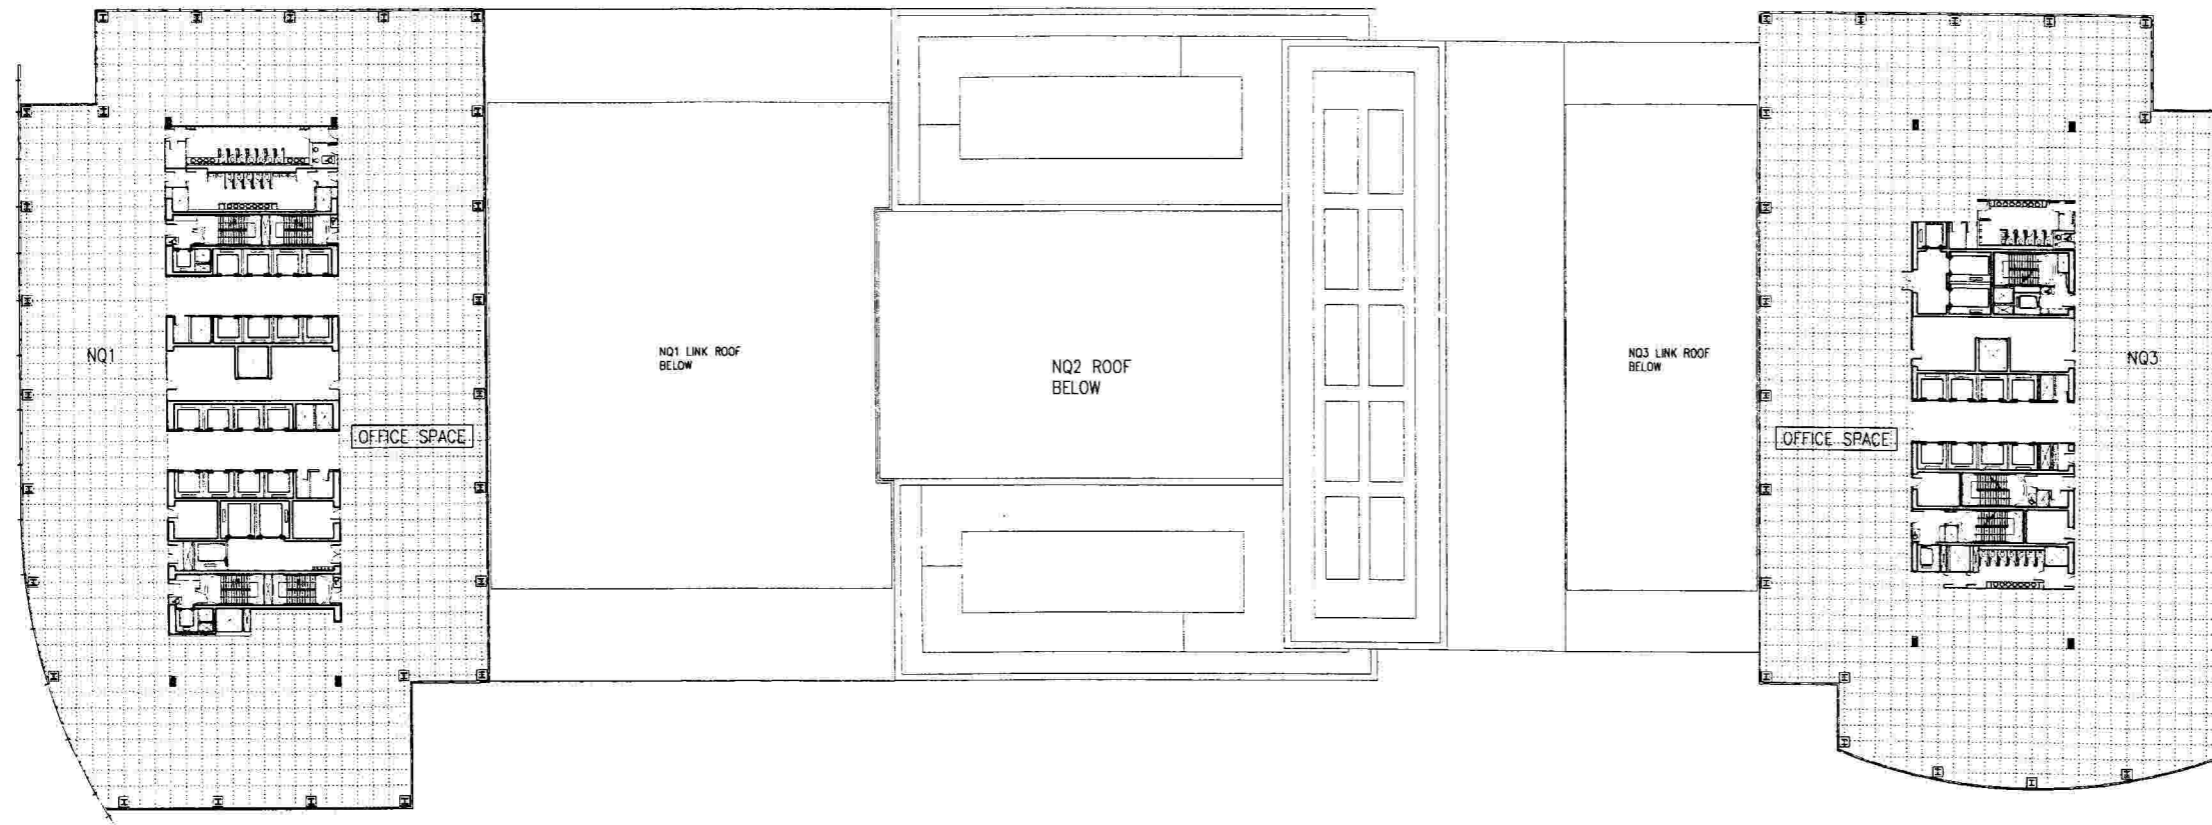 NQ1
OFFICE SPACE
NQ1 LINK ROOF
BELOW
NQ2 ROOF
BELOW
NQ3 LINK ROOF
BELOW
OFFICE SPACE
NQ3